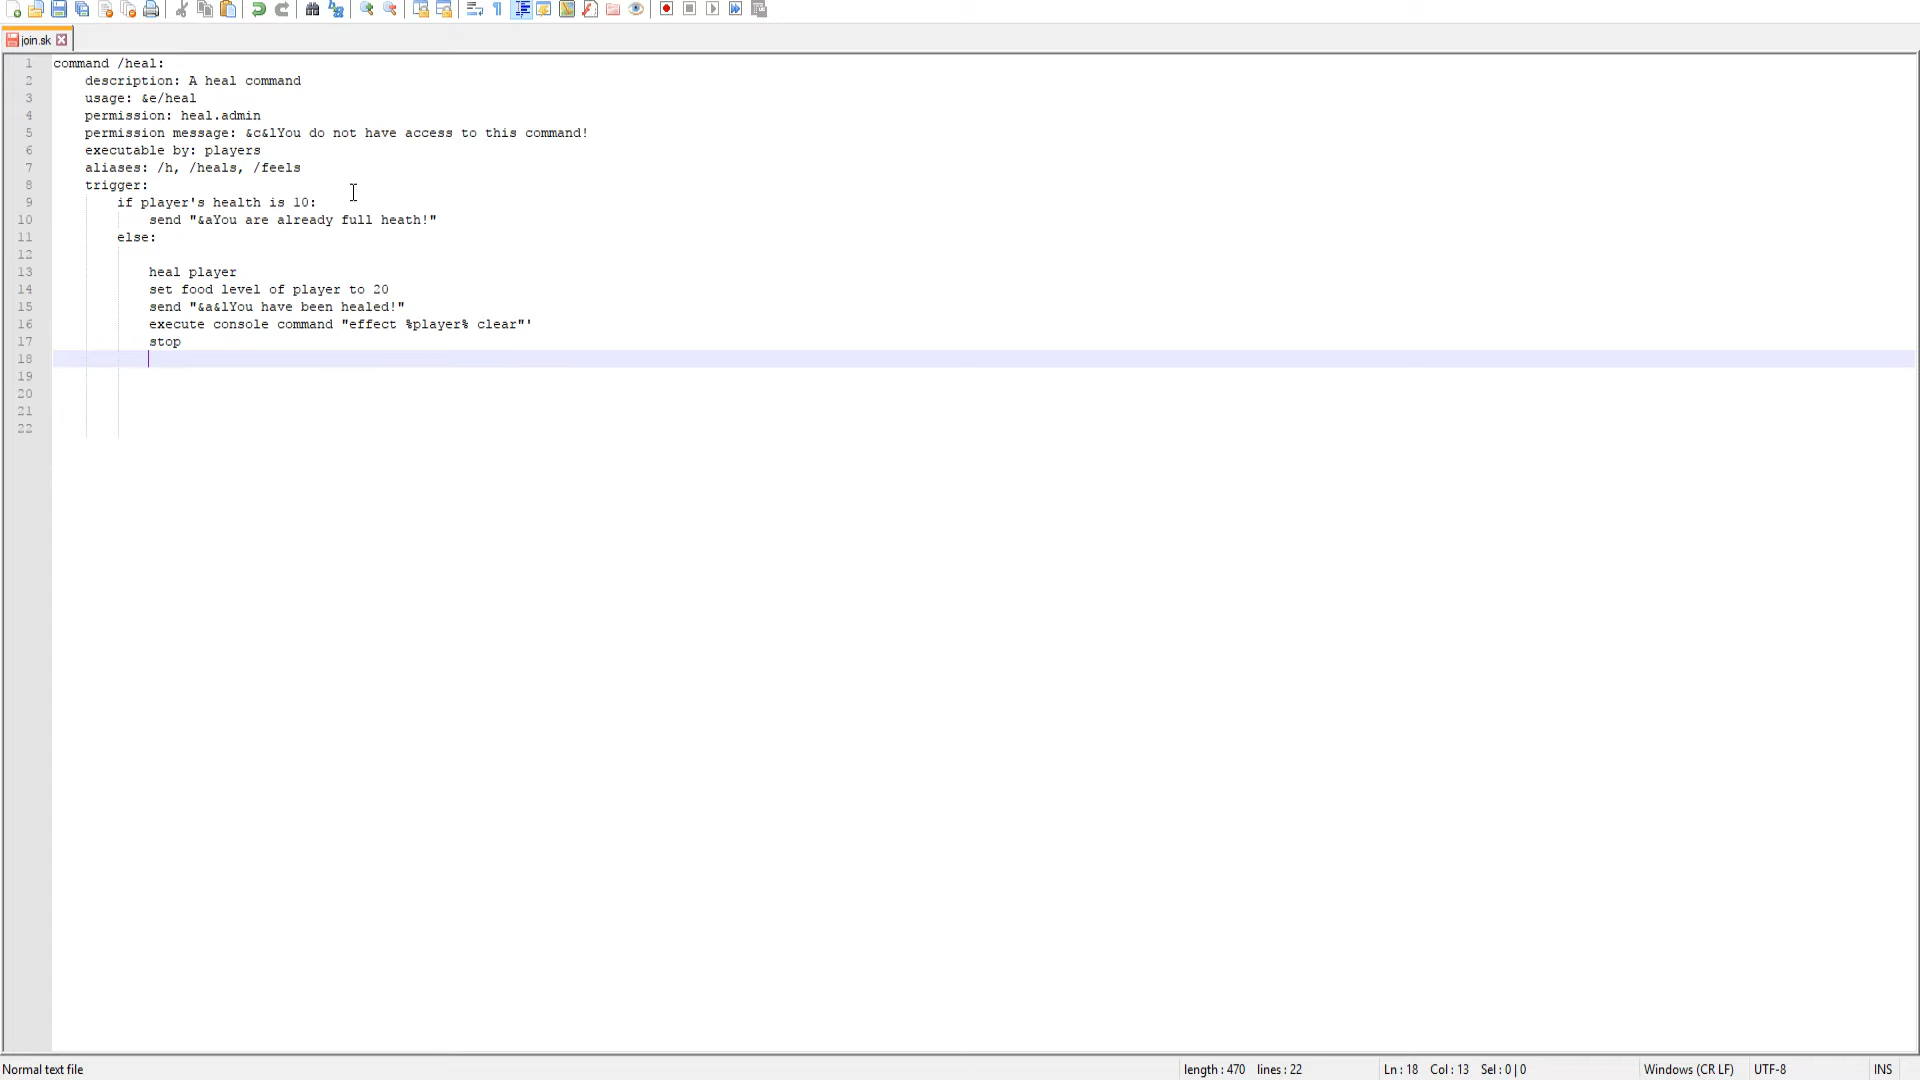 join.sk
1 command /heal:
2 description: A heal command
3 usage: &e/heal
4 permission: heal.admin
5 permission message: &c&lYou do not have access to this command!
6 executable by: players
7 aliases: /h, /heals, /feels
8 trigger:
9 if player's health is 10:
10 send "&aYou are already full heath!"
11 else:
12
13 heal player
14 set food level of player to 20
15 send "&a&lYou have been healed!"
16 execute console command "effect %player% clear"'
17 stop
18
19
20
21
22
Normal text file length : 470 lines : 22 Ln : 18 Col : 13 Sel : 0 | 0 Windows (CR LF) UTF-8 INS